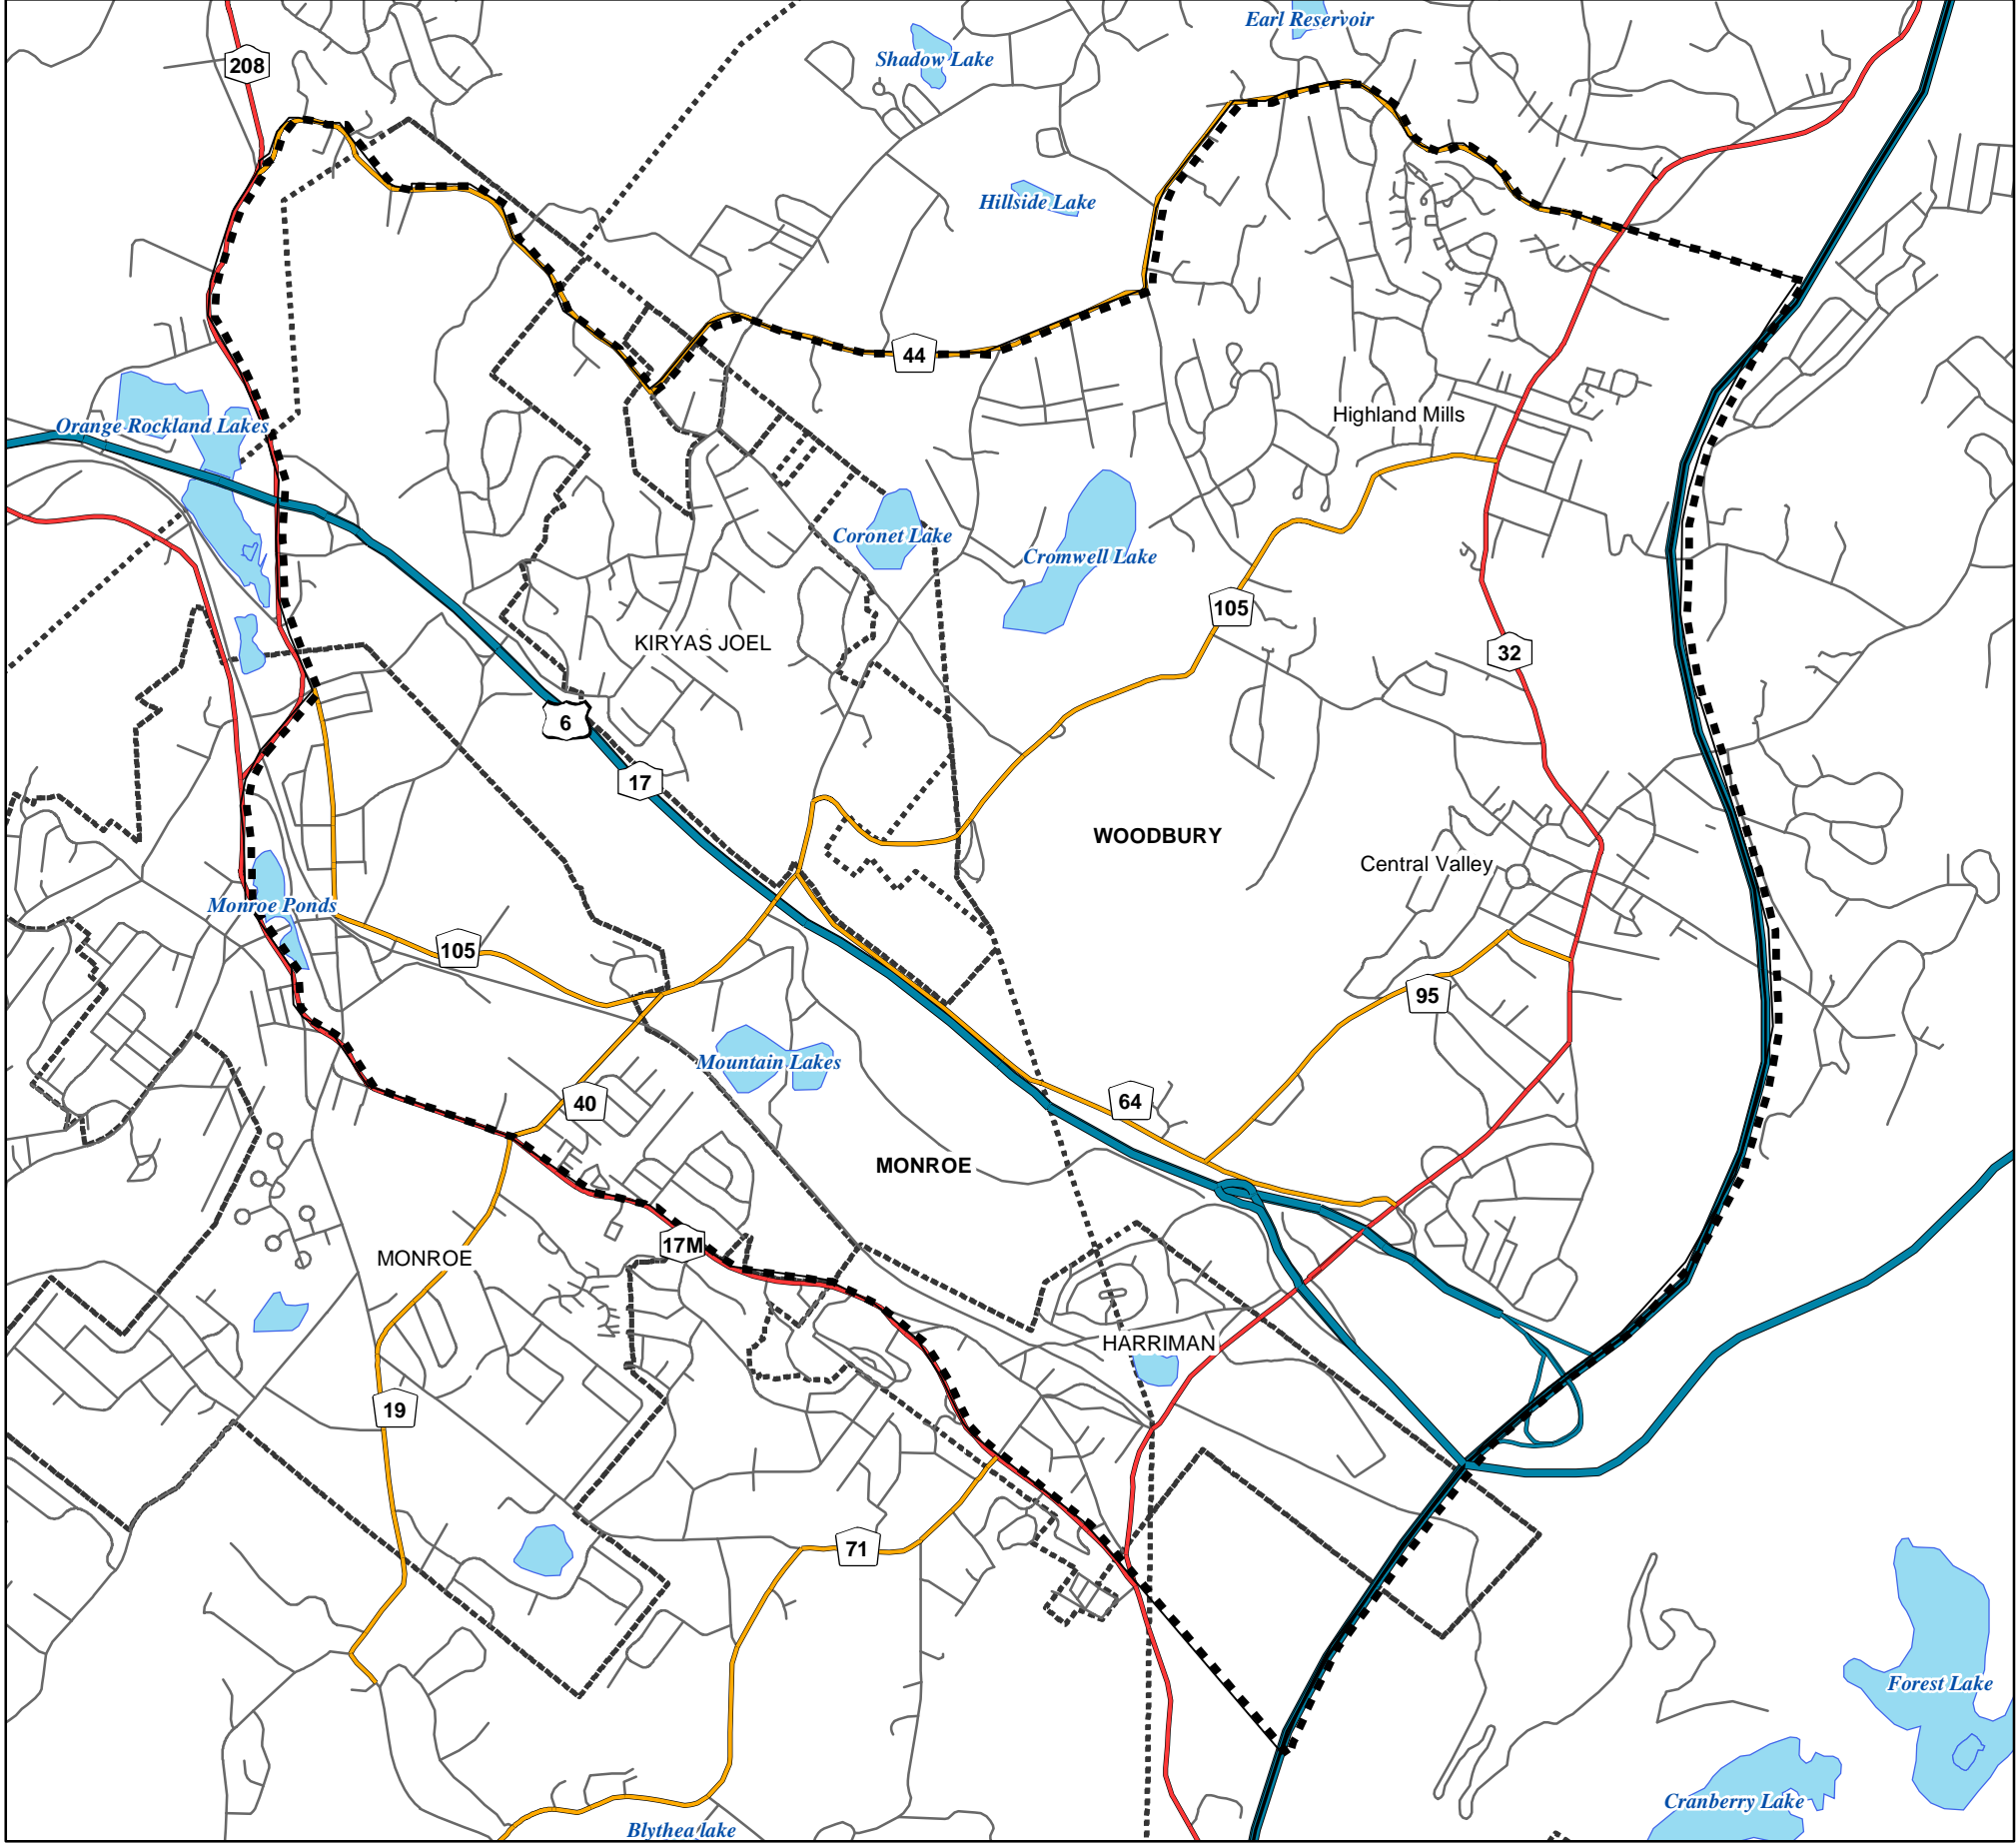 Earl Reservoir
Shadow Lake
208
Hillside Lake
44
Highland Mills
Orange Rockland Lakes
Coronet Lake
Cromwell Lake
105
KIRYAS JOEL
32
6
17
WOODBURY
Central Valley
Monroe Ponds
105
95
Mountain Lakes
40
64
MONROE
17M
MONROE
HARRIMAN
19
71
Forest Lake
Cranberry Lake
Blythea lake